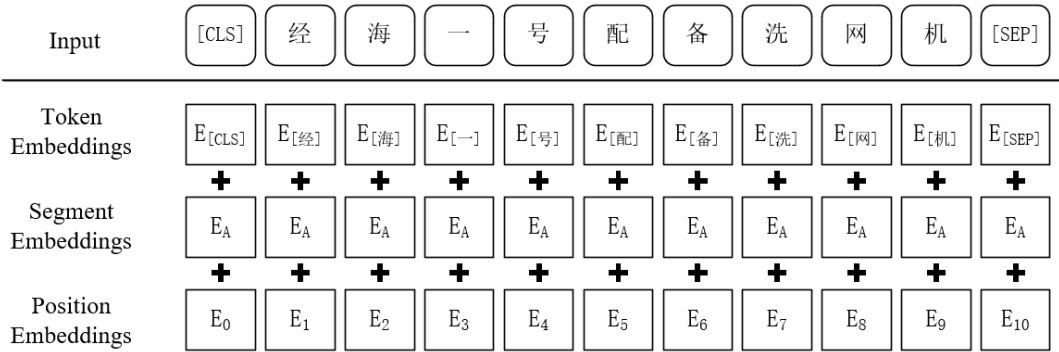 Input [CLS] 经 海 一 号 配 备 洗 网 机 [SEP]
Token Embeddings E[CLS] E[经] E[海] E[一] E[号] E[配] E[备] E[洗] E[网] E[机] E[SEP]
+ + + + + + + + + + +
Segment Embeddings EA EA EA EA EA EA EA EA EA EA EA
+ + + + + + + + + + +
Position Embeddings E0 E1 E2 E3 E4 E5 E6 E7 E8 E9 E10